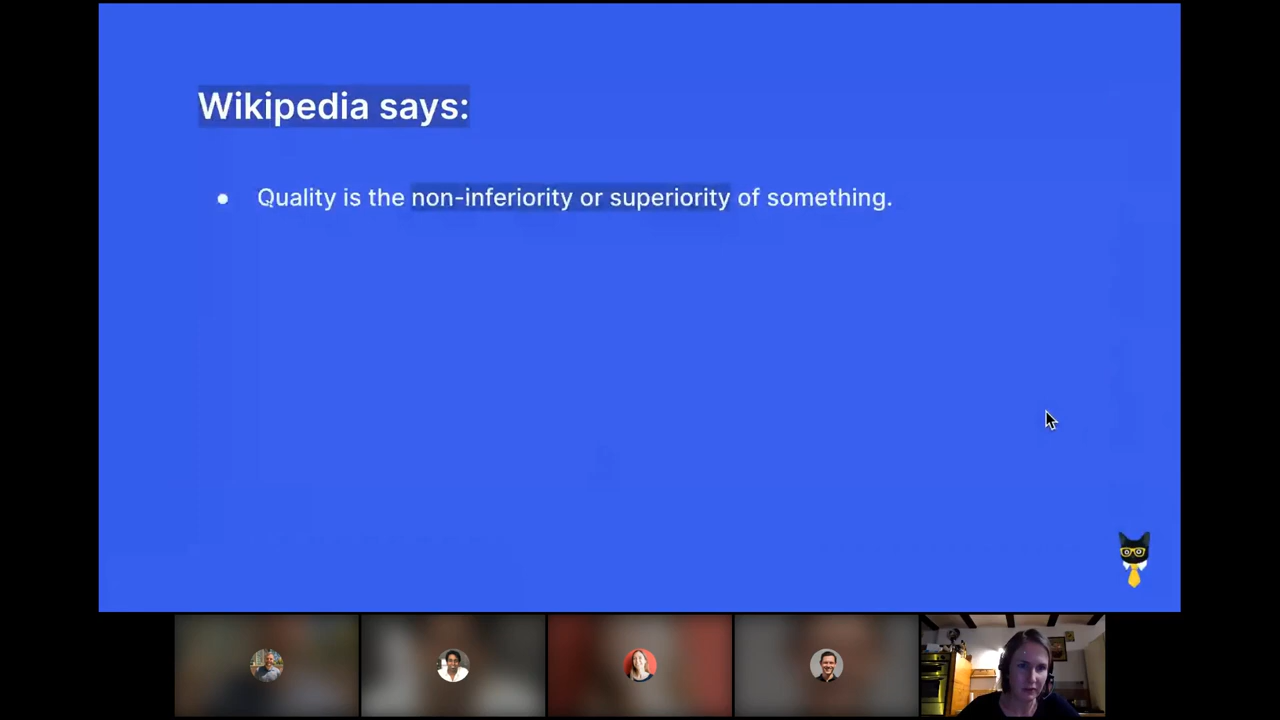 Wikipedia says:
Quality is the non-inferiority or superiority of something.